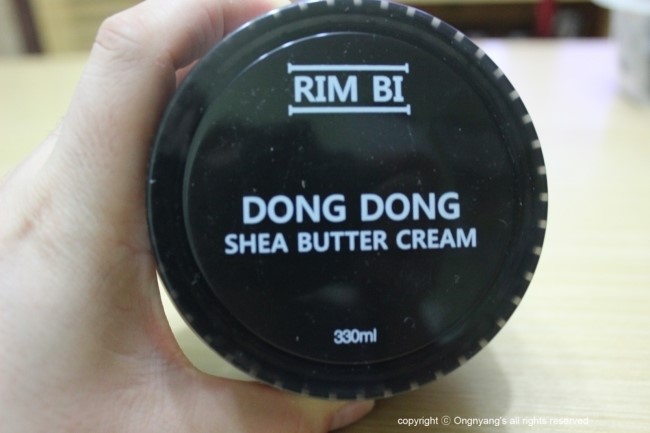 RIM BI
DONG DONG
SHEA BUTTER CREAM
330ml
copyright ⓒ Ongnyang's all rights reserved